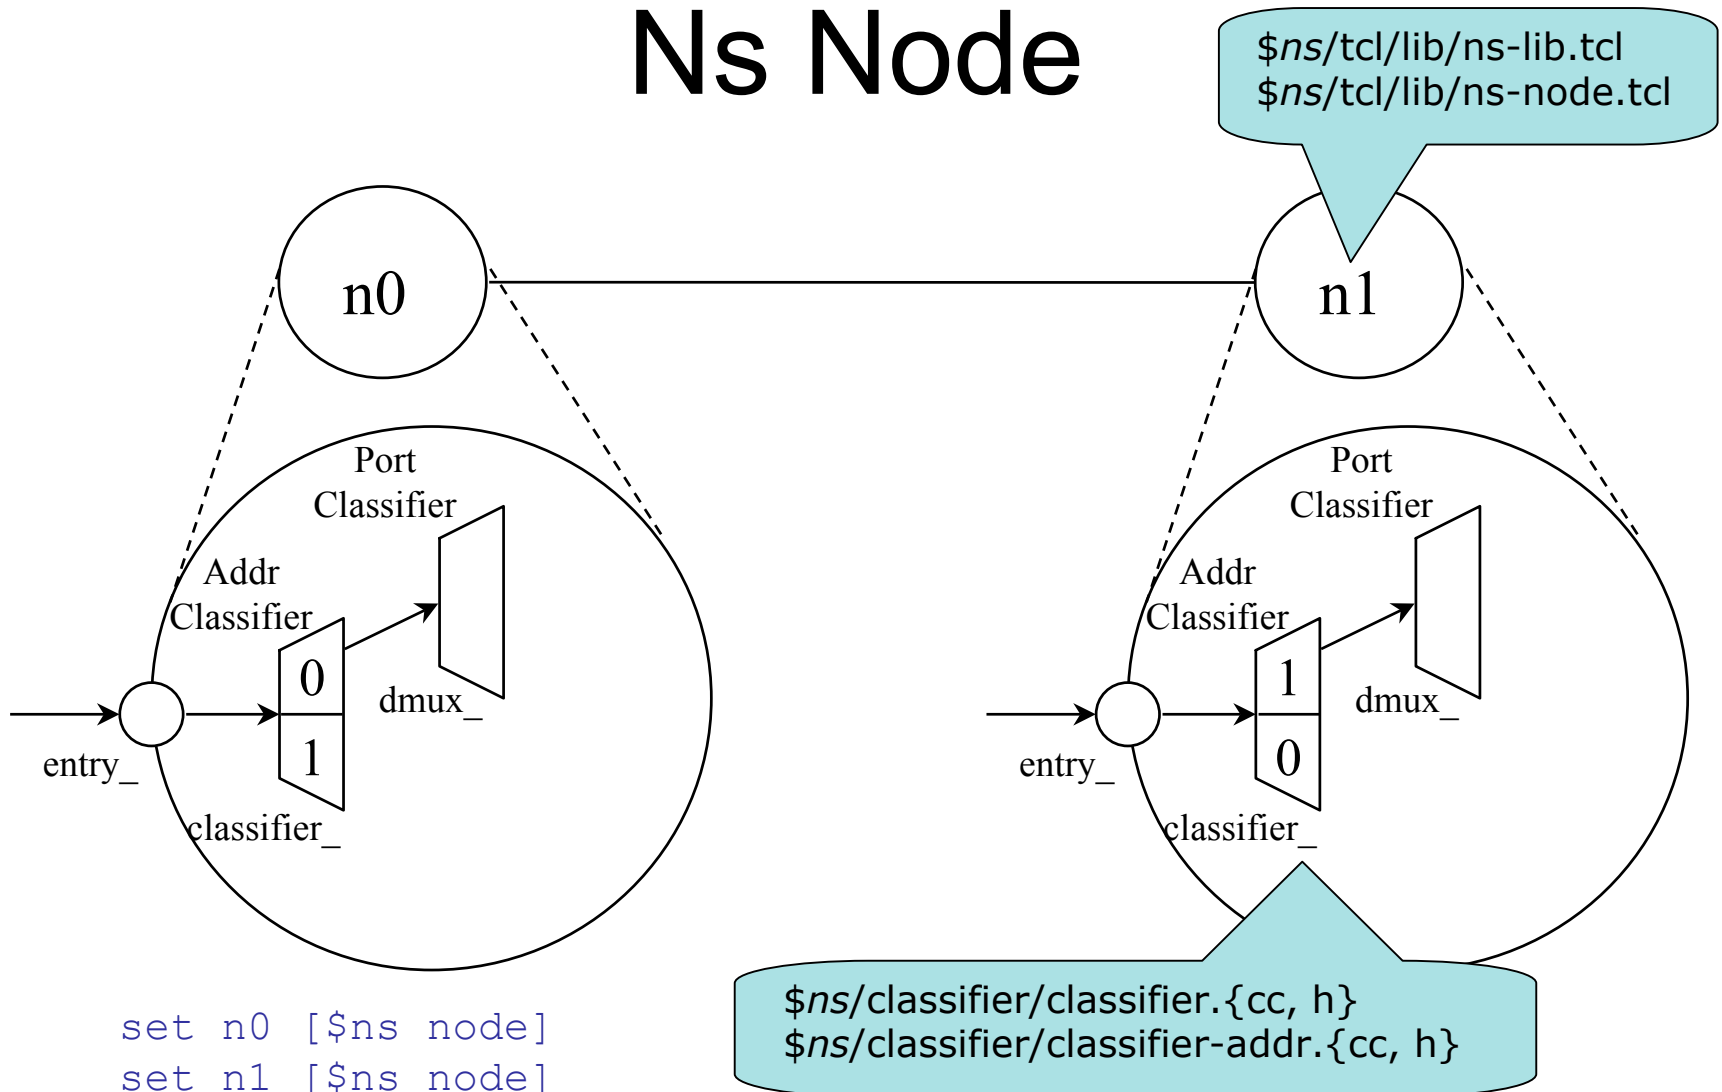 Ns Node
$ns/tcl/lib/ns-lib.tcl
$ns/tcl/lib/ns-node.tcl
n0
n1
Port
Classifier
Addr
Classifier
0
1
dmux_
entry_
classifier_
Port
Classifier
Addr
Classifier
1
0
dmux_
entry_
classifier_
$ns/classifier/classifier.{cc, h}
$ns/classifier/classifier-addr.{cc, h}
set n0 [$ns node]
set n1 [$ns node]